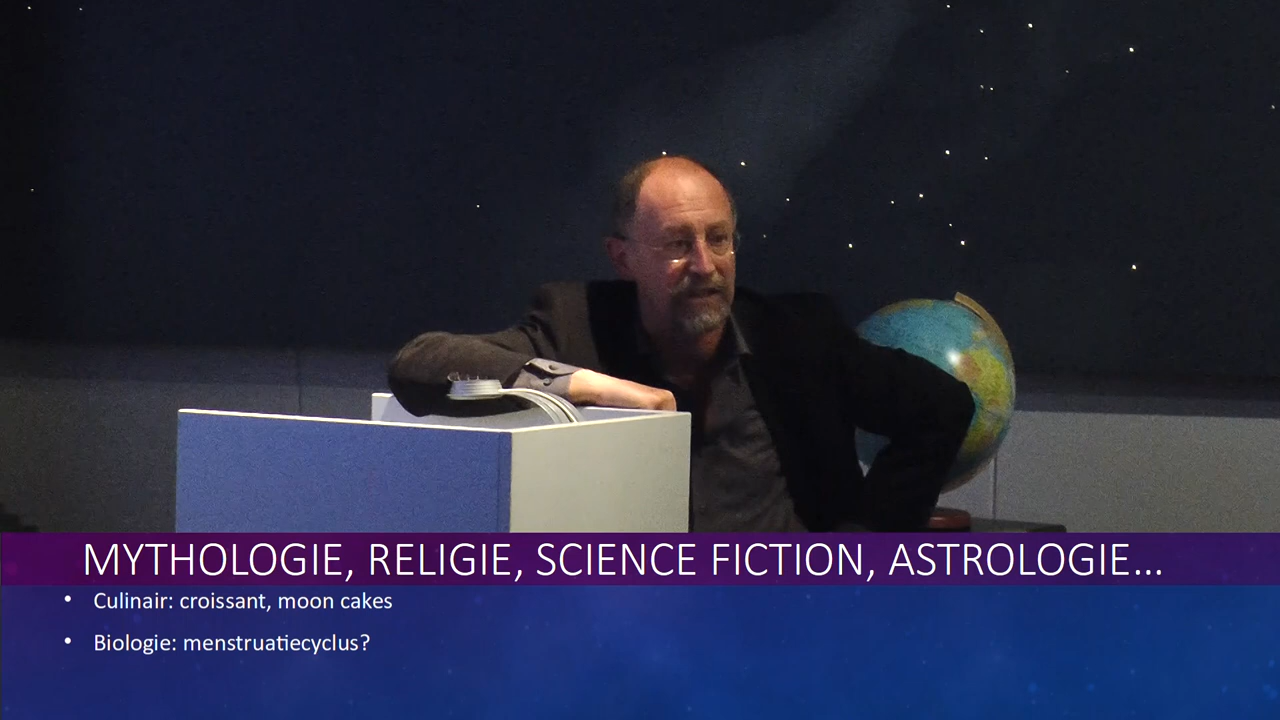 MYTHOLOGIE, RELIGIE, SCIENCE FICTION, ASTROLOGIE...
• Culinair: croissant, moon cakes
• Biologie: menstruatiecyclus?